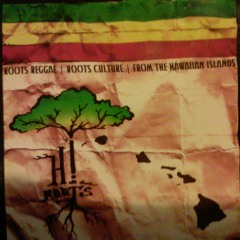 ROOTS REGGAE | ROOTS CULTURE | FROM THE HAWAIIAN ISLANDS
HI
ROOTS